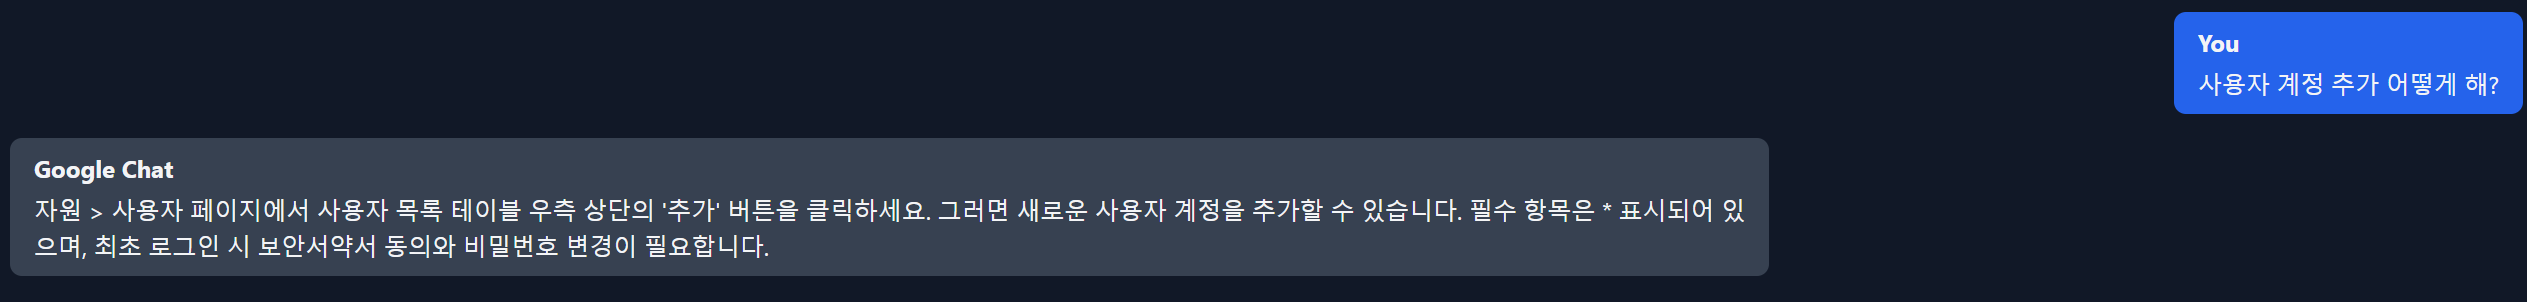 You
사용자 계정 추가 어떻게 해?
Google Chat
자원 > 사용자 페이지에서 사용자 목록 테이블 우측 상단의 '추가' 버튼을 클릭하세요. 그러면 새로운 사용자 계정을 추가할 수 있습니다. 필수 항목은 * 표시되어 있
으며, 최초 로그인 시 보안서약서 동의와 비밀번호 변경이 필요합니다.